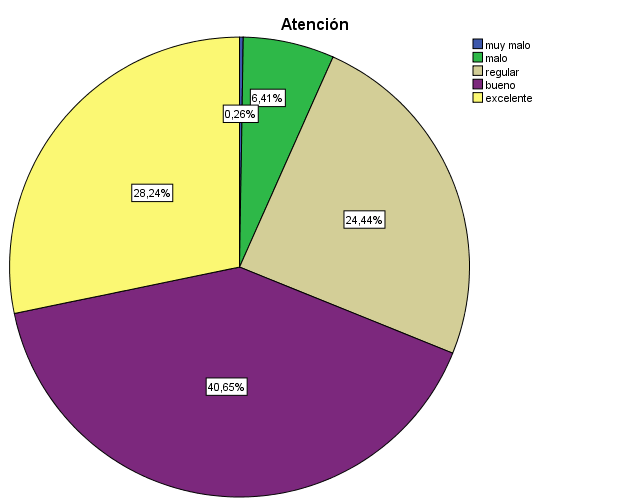 Atención
muy malo
malo
regular
bueno
excelente
6,41%
0,26%
28,24%
24,44%
40,65%